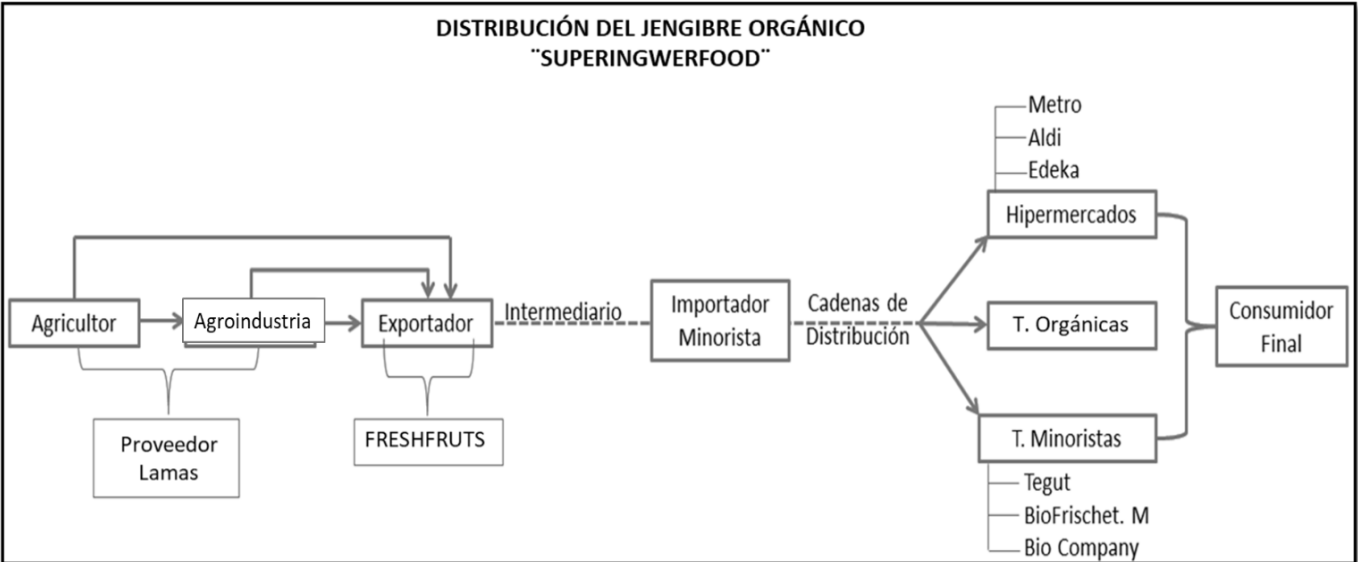 DISTRIBUCIÓN DEL JENGIBRE ORGÁNICO
¨SUPERINGWERFOOD¨
Metro
Aldi
Edeka
Hipermercados
Agricultor
Agroindustria
Exportador
Intermediario
Importador
Minorista
Cadenas de
Distribución
T. Orgánicas
Consumidor
Final
Proveedor
Lamas
FRESHFRUTS
T. Minoristas
Tegut
BioFrischet. M
Bio Company